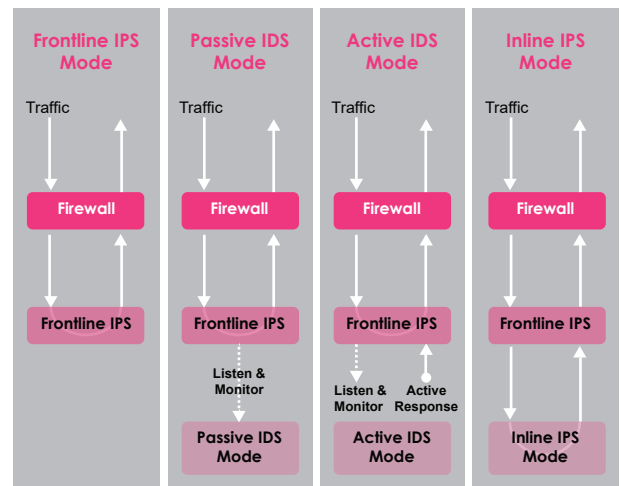 Frontline IPS
Mode
Traffic
Firewall
Frontline IPS
Passive IDS
Mode
Traffic
Firewall
Frontline IPS
Listen &
Monitor
Passive IDS
Mode
Active IDS
Mode
Traffic
Firewall
Frontline IPS
Listen &
Monitor
Active
Response
Active IDS
Mode
Inline IPS
Mode
Traffic
Firewall
Frontline IPS
Inline IPS
Mode